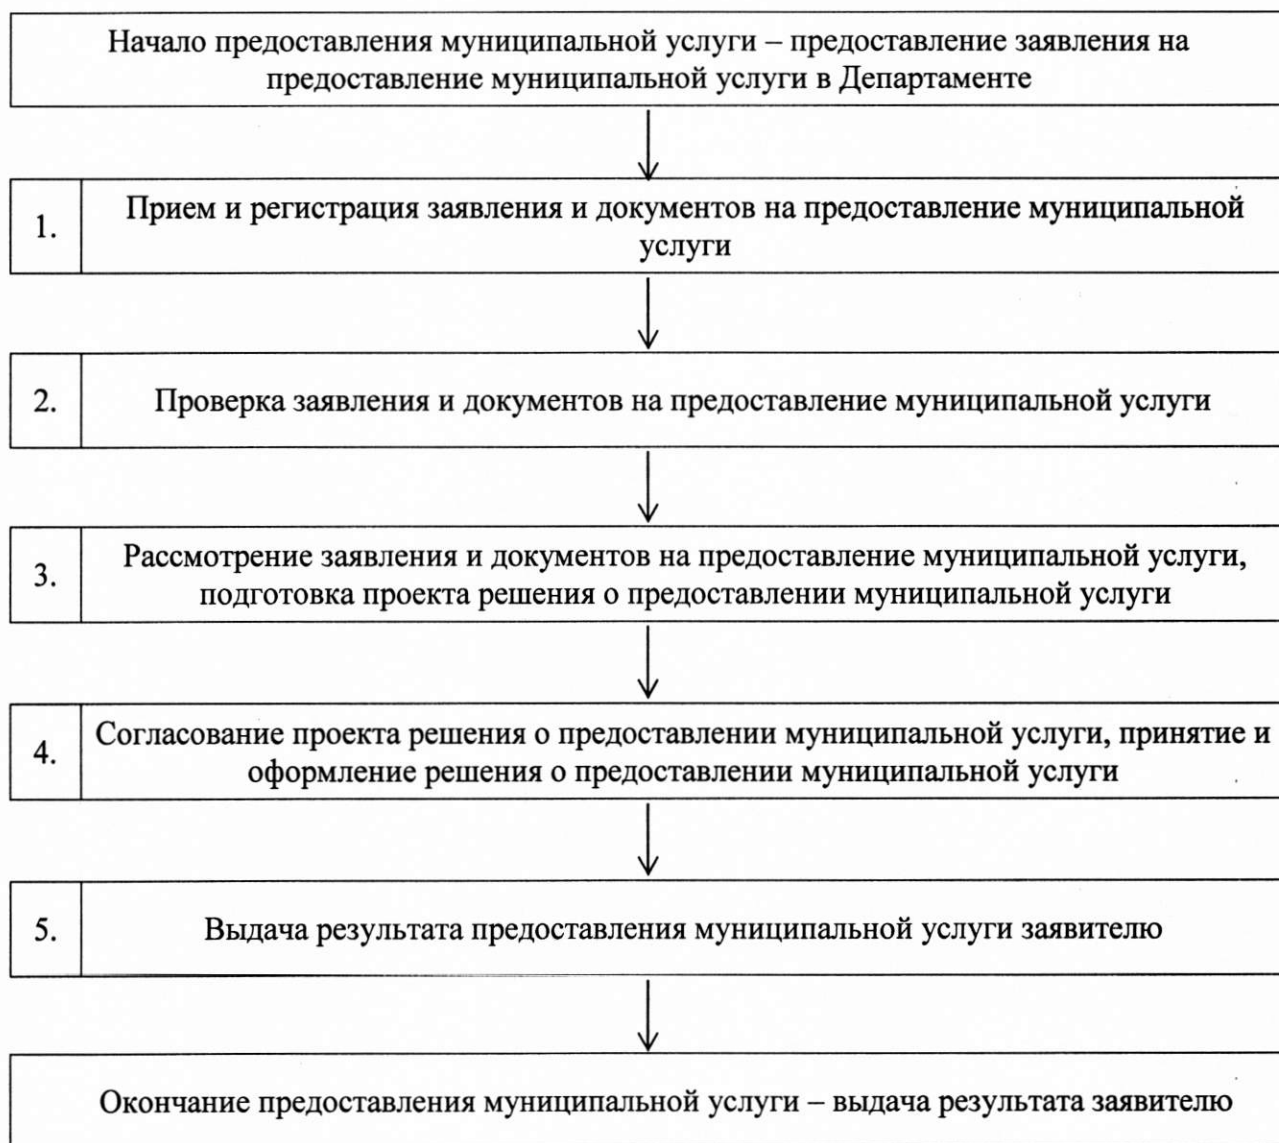 Начало предоставления муниципальной услуги – предоставление заявления на
предоставление муниципальной услуги в Департаменте
1.
Прием и регистрация заявления и документов на предоставление муниципальной
услуги
2.
Проверка заявления и документов на предоставление муниципальной услуги
3.
Рассмотрение заявления и документов на предоставление муниципальной услуги,
подготовка проекта решения о предоставлении муниципальной услуги
4.
Согласование проекта решения о предоставлении муниципальной услуги, принятие и
оформление решения о предоставлении муниципальной услуги
5.
Выдача результата предоставления муниципальной услуги заявителю
Окончание предоставления муниципальной услуги – выдача результата заявителю